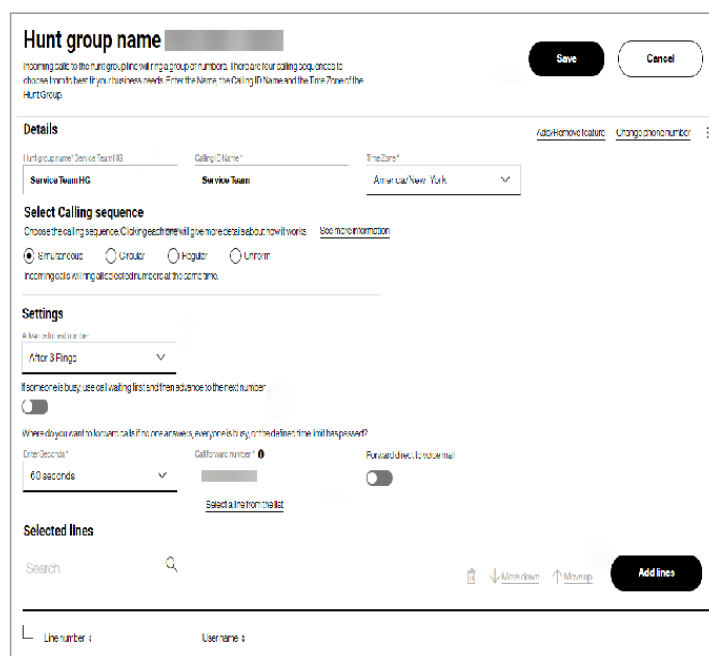 Hunt group name
Save
Cancel
Incoming calls to the hunt group line will ring a group of numbers. There are four calling sequences to
choose from to best fit your business needs. Enter the Name, the Calling ID Name and the Time Zone of the
Hunt Group.
Details
Add/Remove feature
Change phone number
Hunt group name* Service Team HG
Calling ID Name*
Time Zone*
Service Team HG
Service Team
America/New York
Select Calling sequence
Choose the calling sequence. Clicking each one will give more details about how it works
See more information
Simultaneous
Circular
Regular
Uniform
Incoming calls will ring all selected numbers at the same time.
Settings
Advance to next number
After 3 Rings
If someone is busy, use call waiting first and then advance to the next number
Where do you want to forward calls if no one answers, everyone is busy, or the defined time limit has passed?
Enter Seconds*
Call forward number*
Forward direct to voice mail
60 seconds
Select a line from the list
Selected lines
Search
Move down
Move up
Add lines
Line number
Username